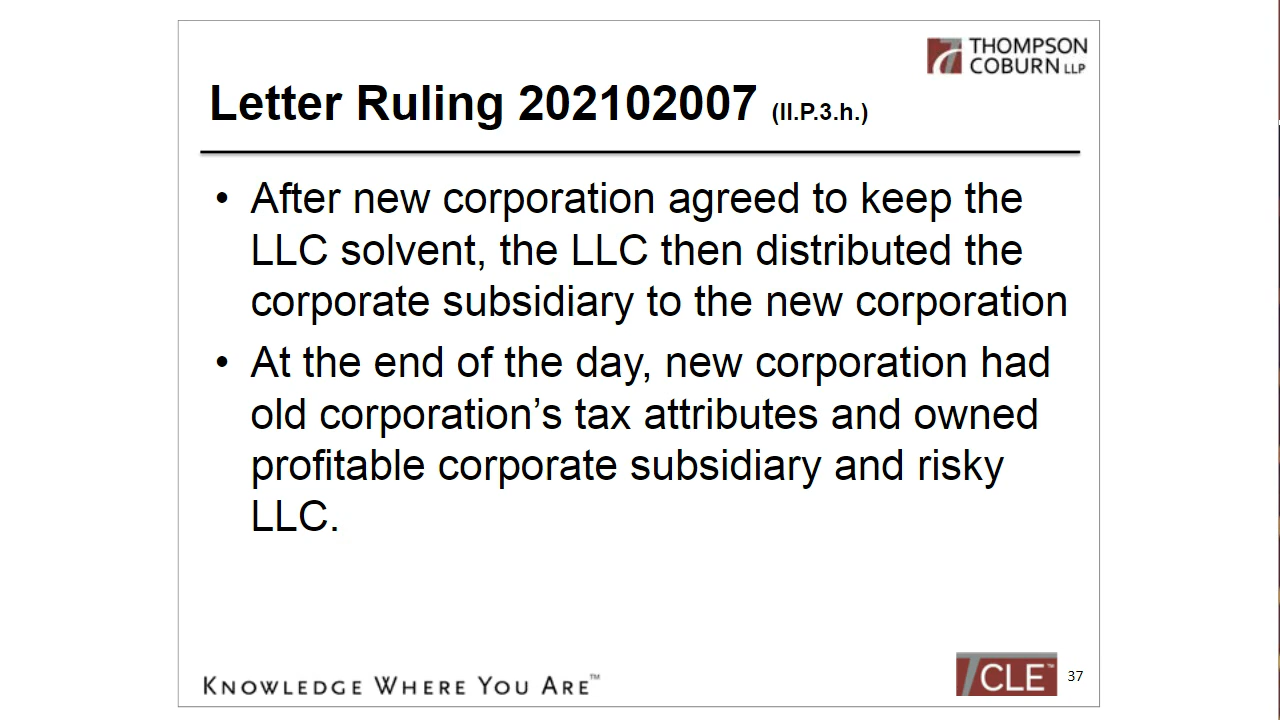 THOMPSON
COBURN LLP
Letter Ruling 202102007 (II.P.3.h.)
• After new corporation agreed to keep the
LLC solvent, the LLC then distributed the
corporate subsidiary to the new corporation
• At the end of the day, new corporation had
old corporation’s tax attributes and owned
profitable corporate subsidiary and risky
LLC.
KNOWLEDGE WHERE YOU ARE™
CLE™ 37